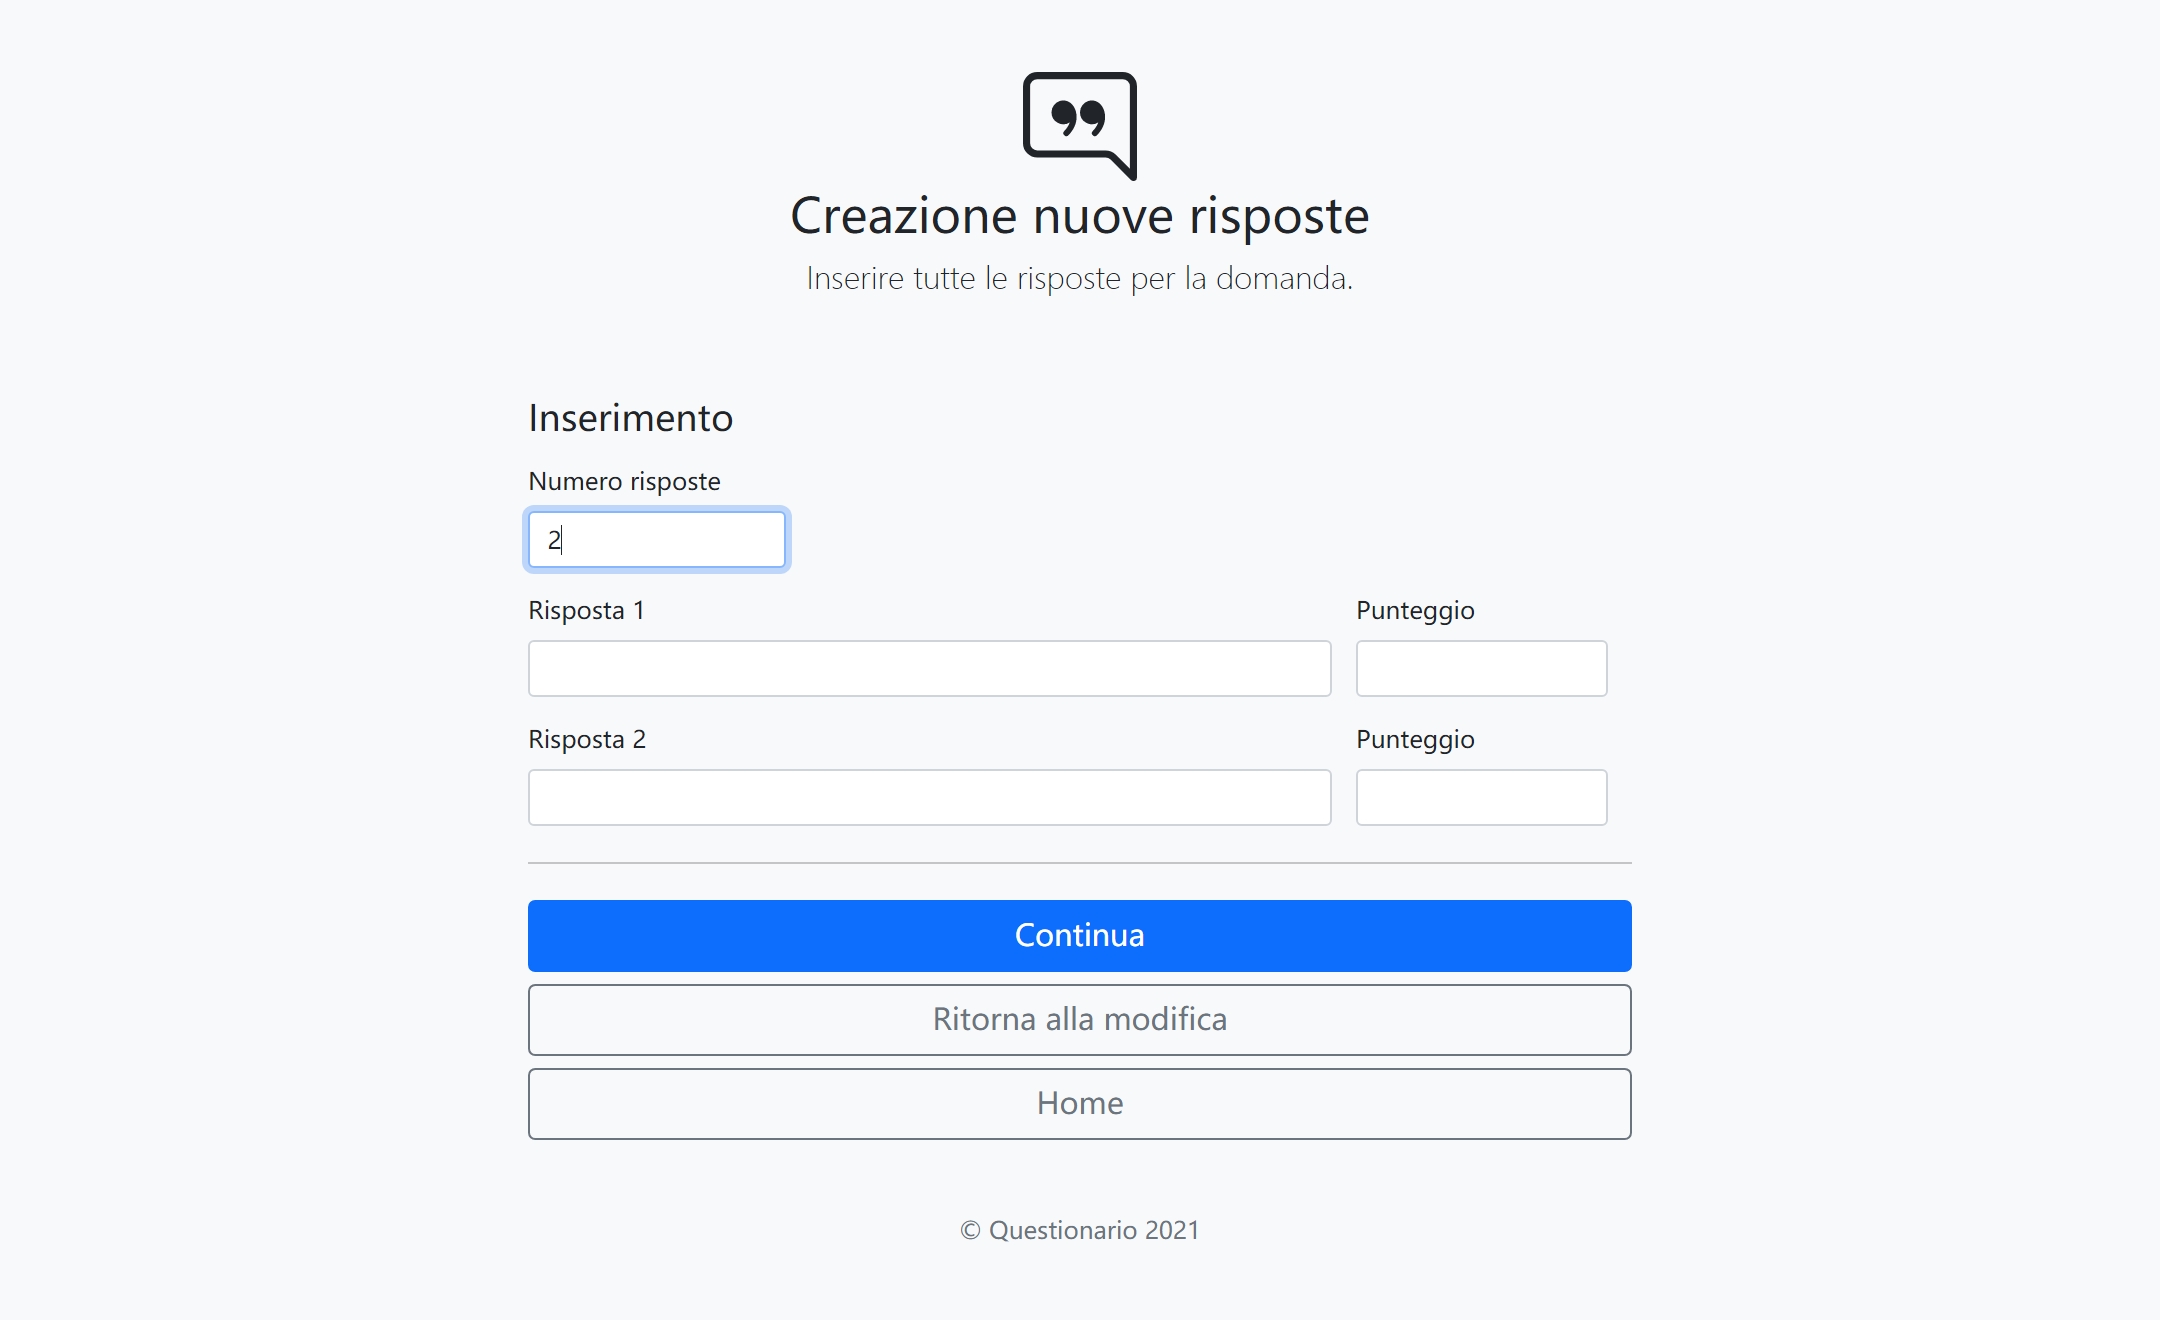 Creazione nuove risposte
Inserire tutte le risposte per la domanda.
Inserimento
Numero risposte
2
Risposta 1 Punteggio
Risposta 2 Punteggio
Continua
Ritorna alla modifica
Home
© Questionario 2021